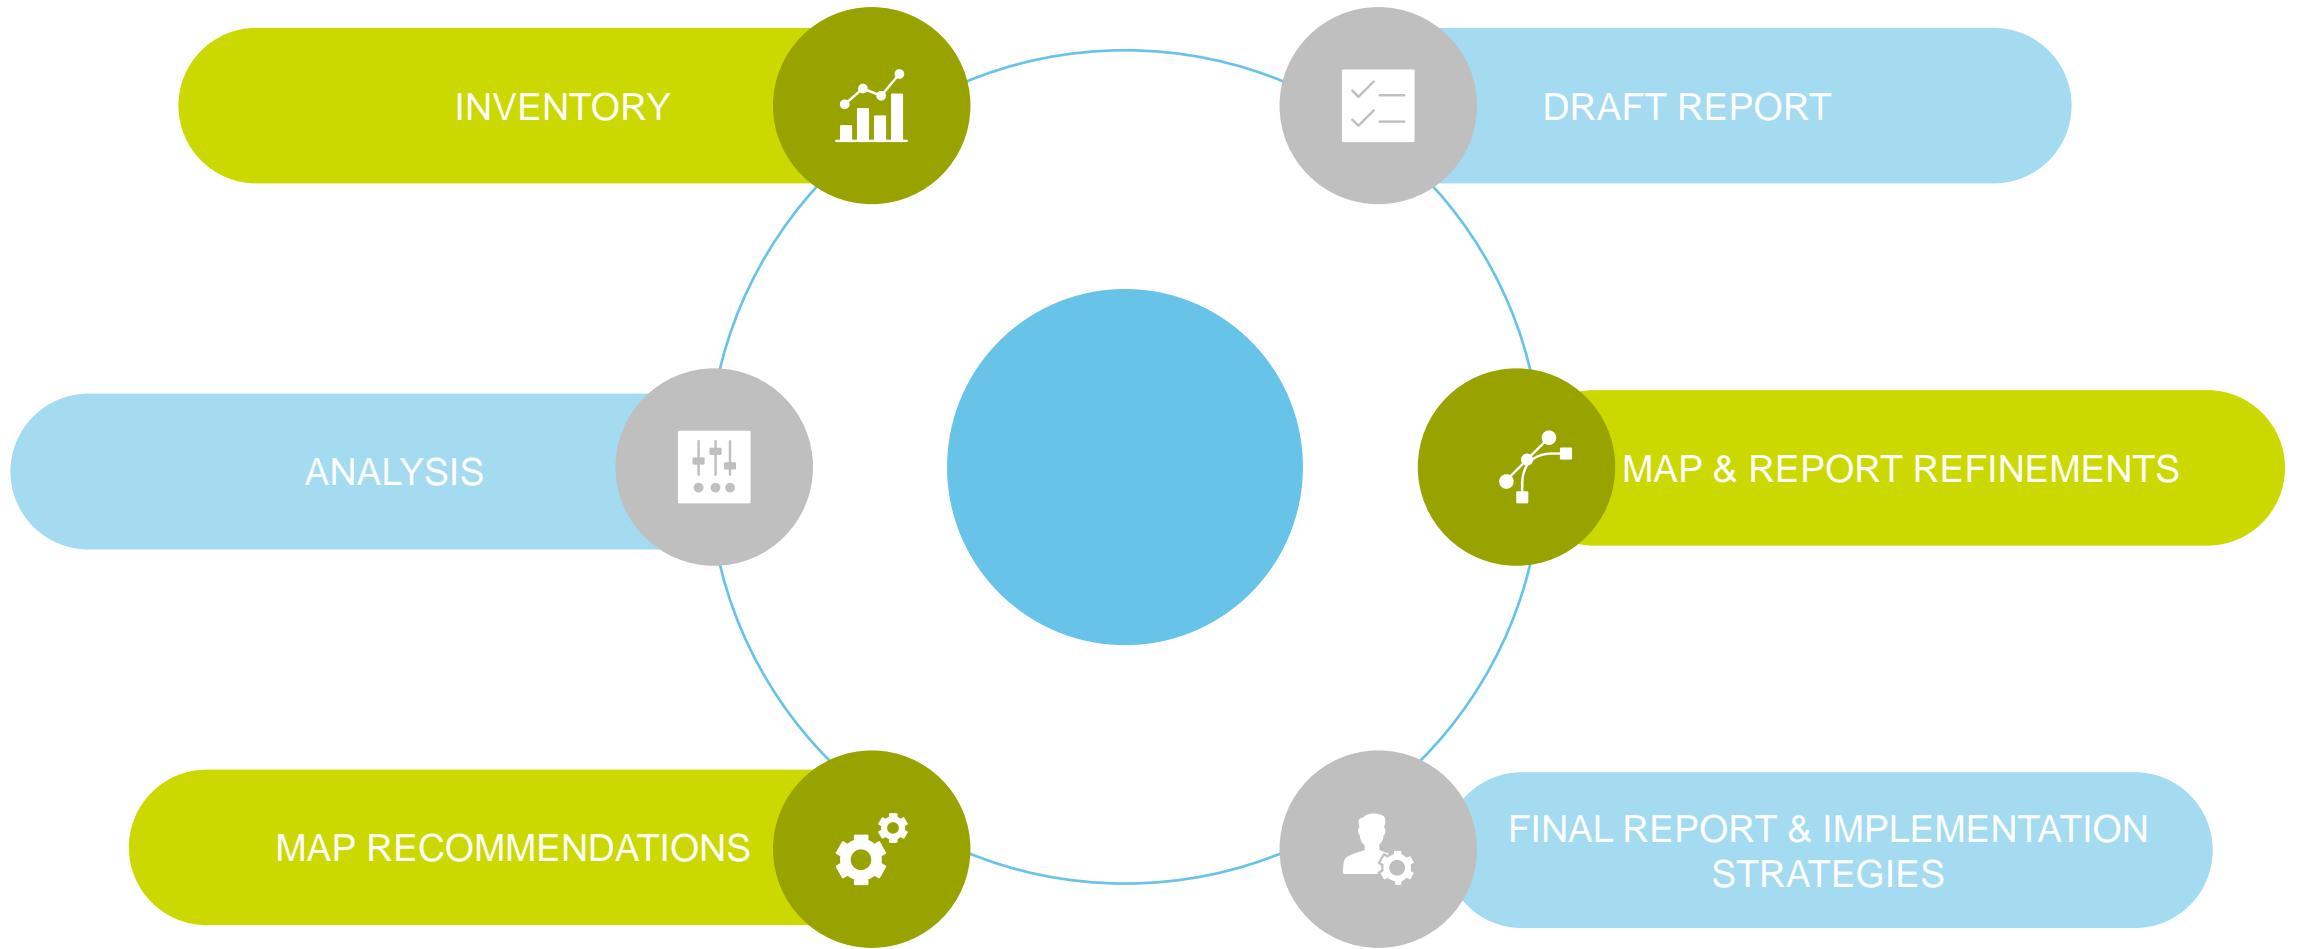 INVENTORY
ANALYSIS
MAP RECOMMENDATIONS
DRAFT REPORT
MAP & REPORT REFINEMENTS
FINAL REPORT & IMPLEMENTATION
STRATEGIES